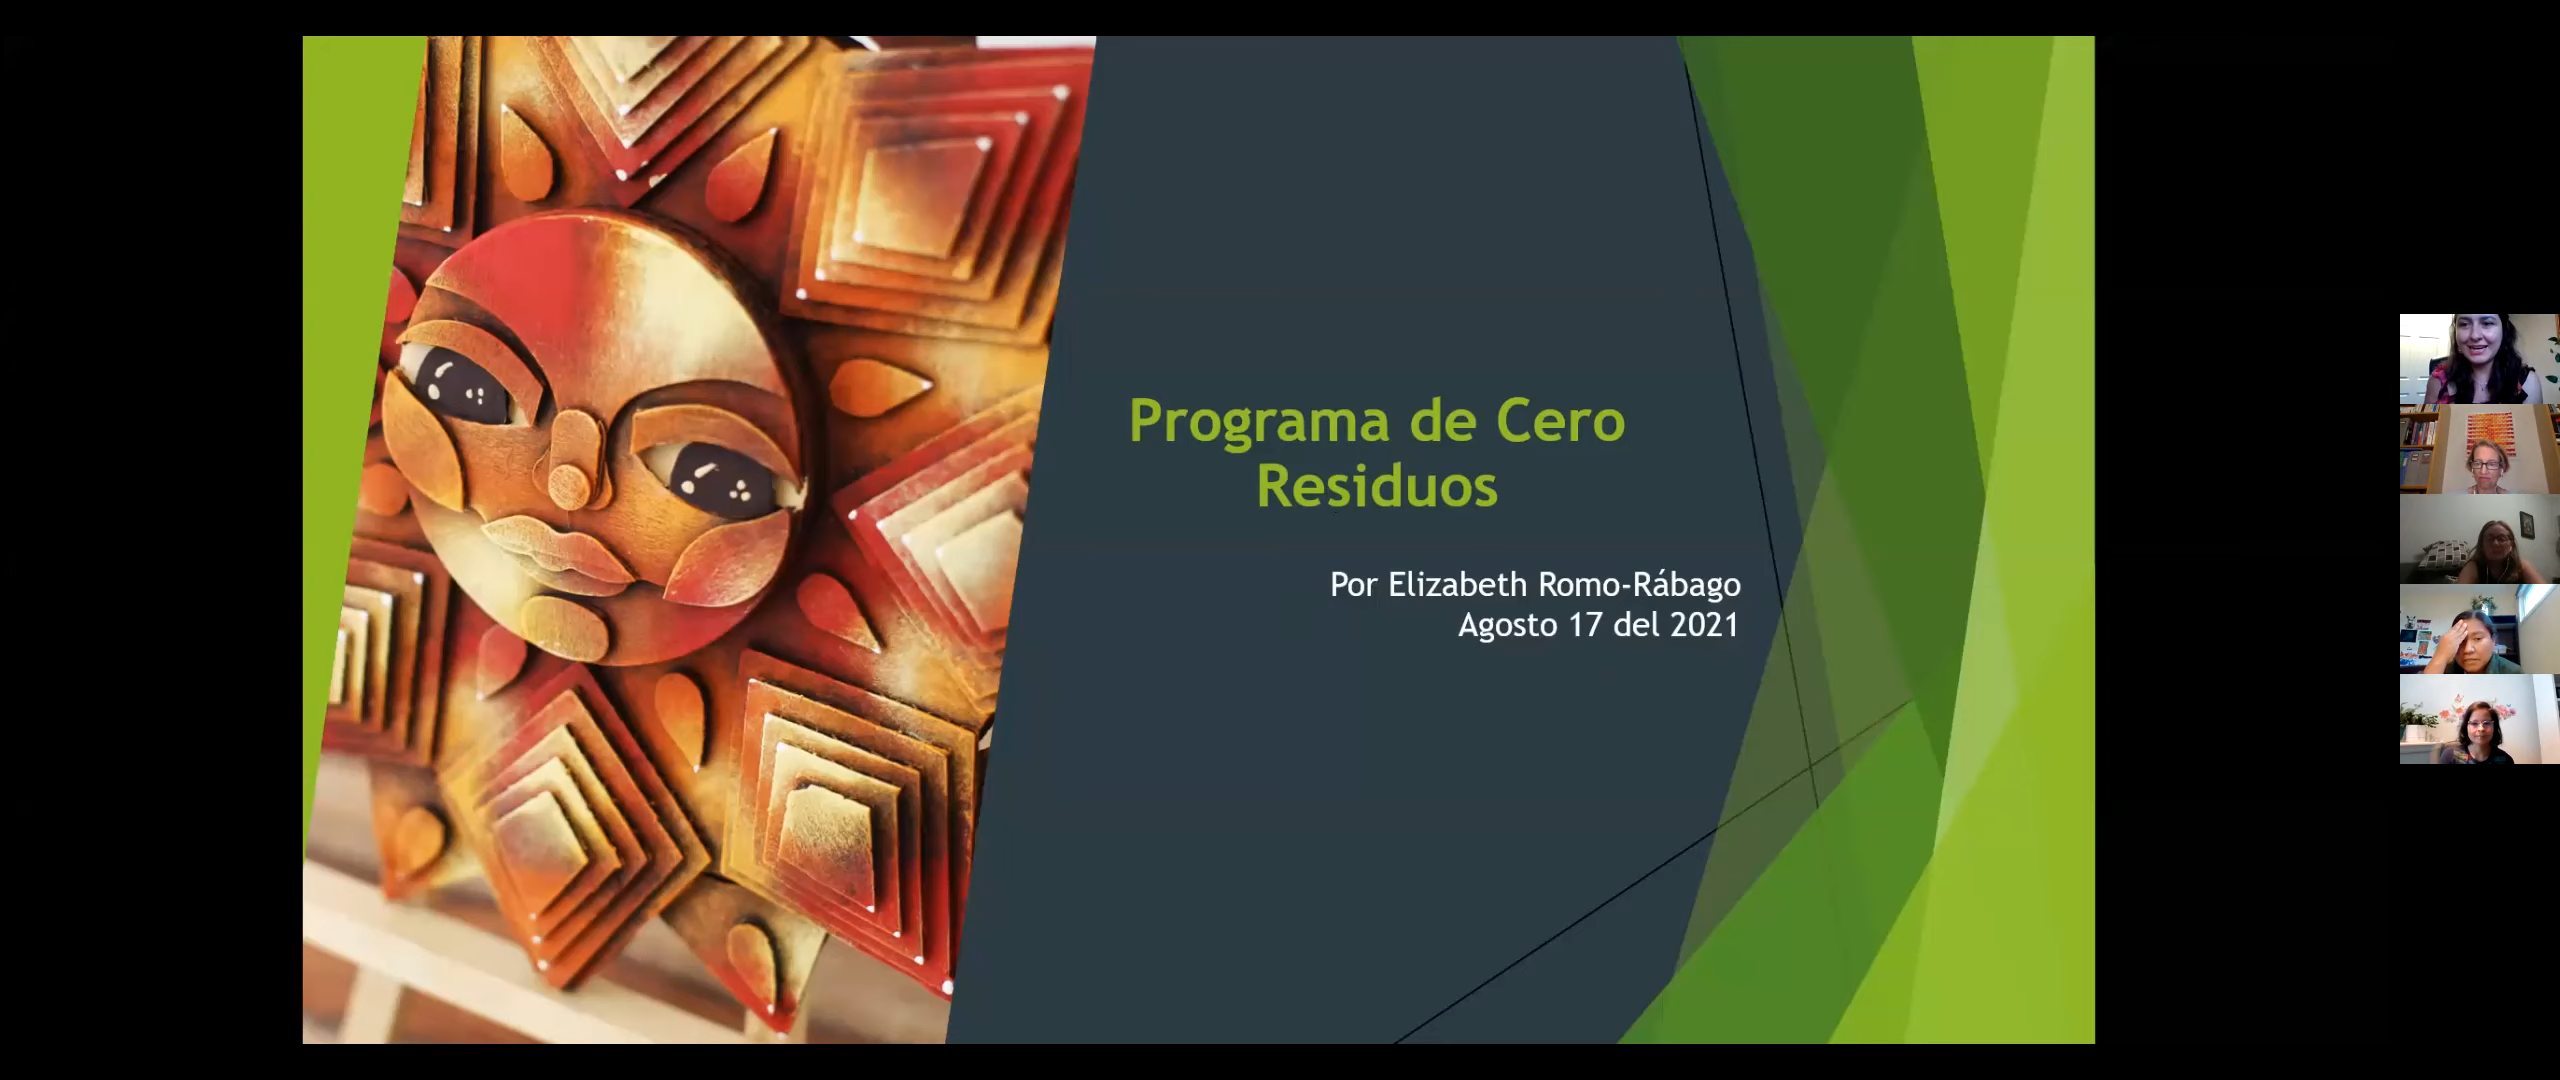 Programa de Cero
Residuos
Por Elizabeth Romo-Rábago
Agosto 17 del 2021